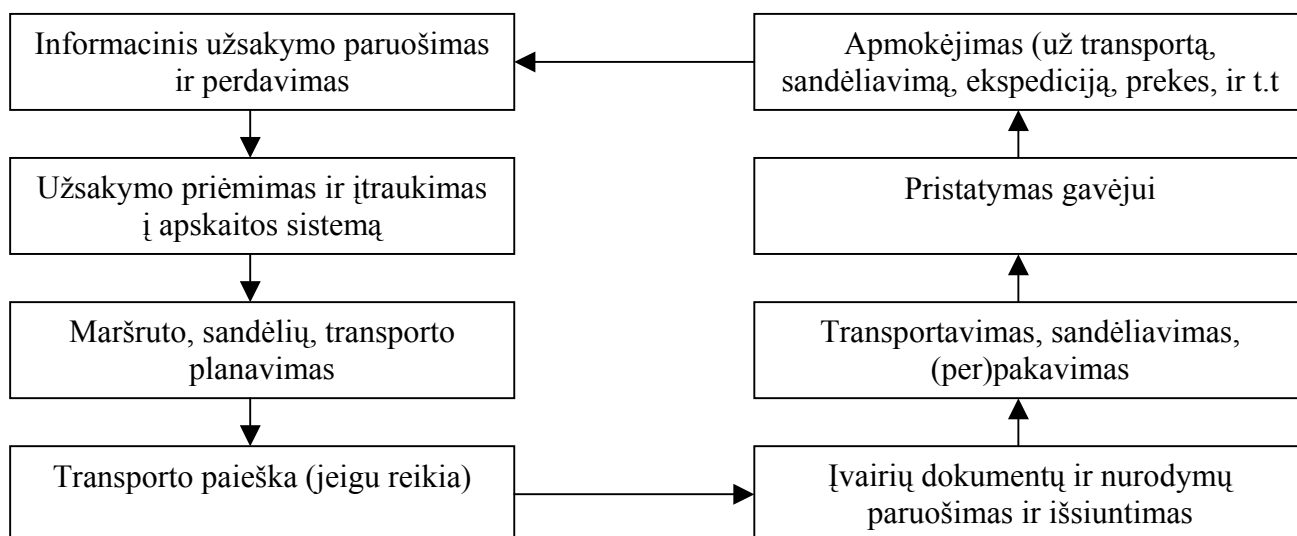 Informacinis užsakymo paruošimas
ir perdavimas
Užsakymo priėmimas ir įtraukimas
į apskaitos sistemą
Maršruto, sandėlių, transporto
planavimas
Transporto paieška (jeigu reikia)
Įvairių dokumentų ir nurodymų
paruošimas ir išsiuntimas
Transportavimas, sandėliavimas,
(per)pakavimas
Pristatymas gavėjui
Apmokėjimas (už transportą,
sandėliavimą, ekspediciją, prekes, ir t.t